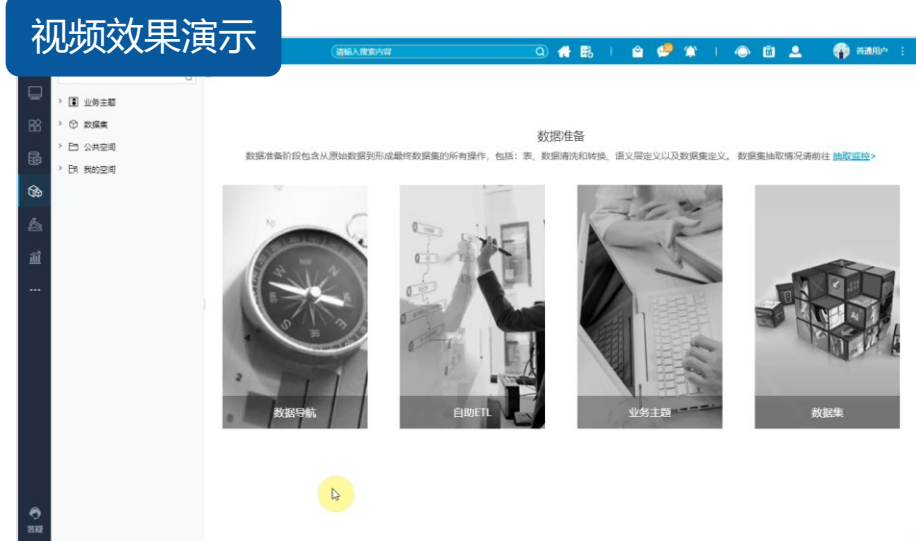 视频效果演示
请输入搜索内容
普通用户
业务主题
数据集
公共空间
我的空间
数据准备
数据准备阶段包含从原始数据到形成最终数据集的所有操作，包括：表、数据清洗和转换、语义层定义以及数据集定义。 数据集抽取情况请前往 抽取监控>
数据导航
自助ETL
业务主题
数据集
答疑